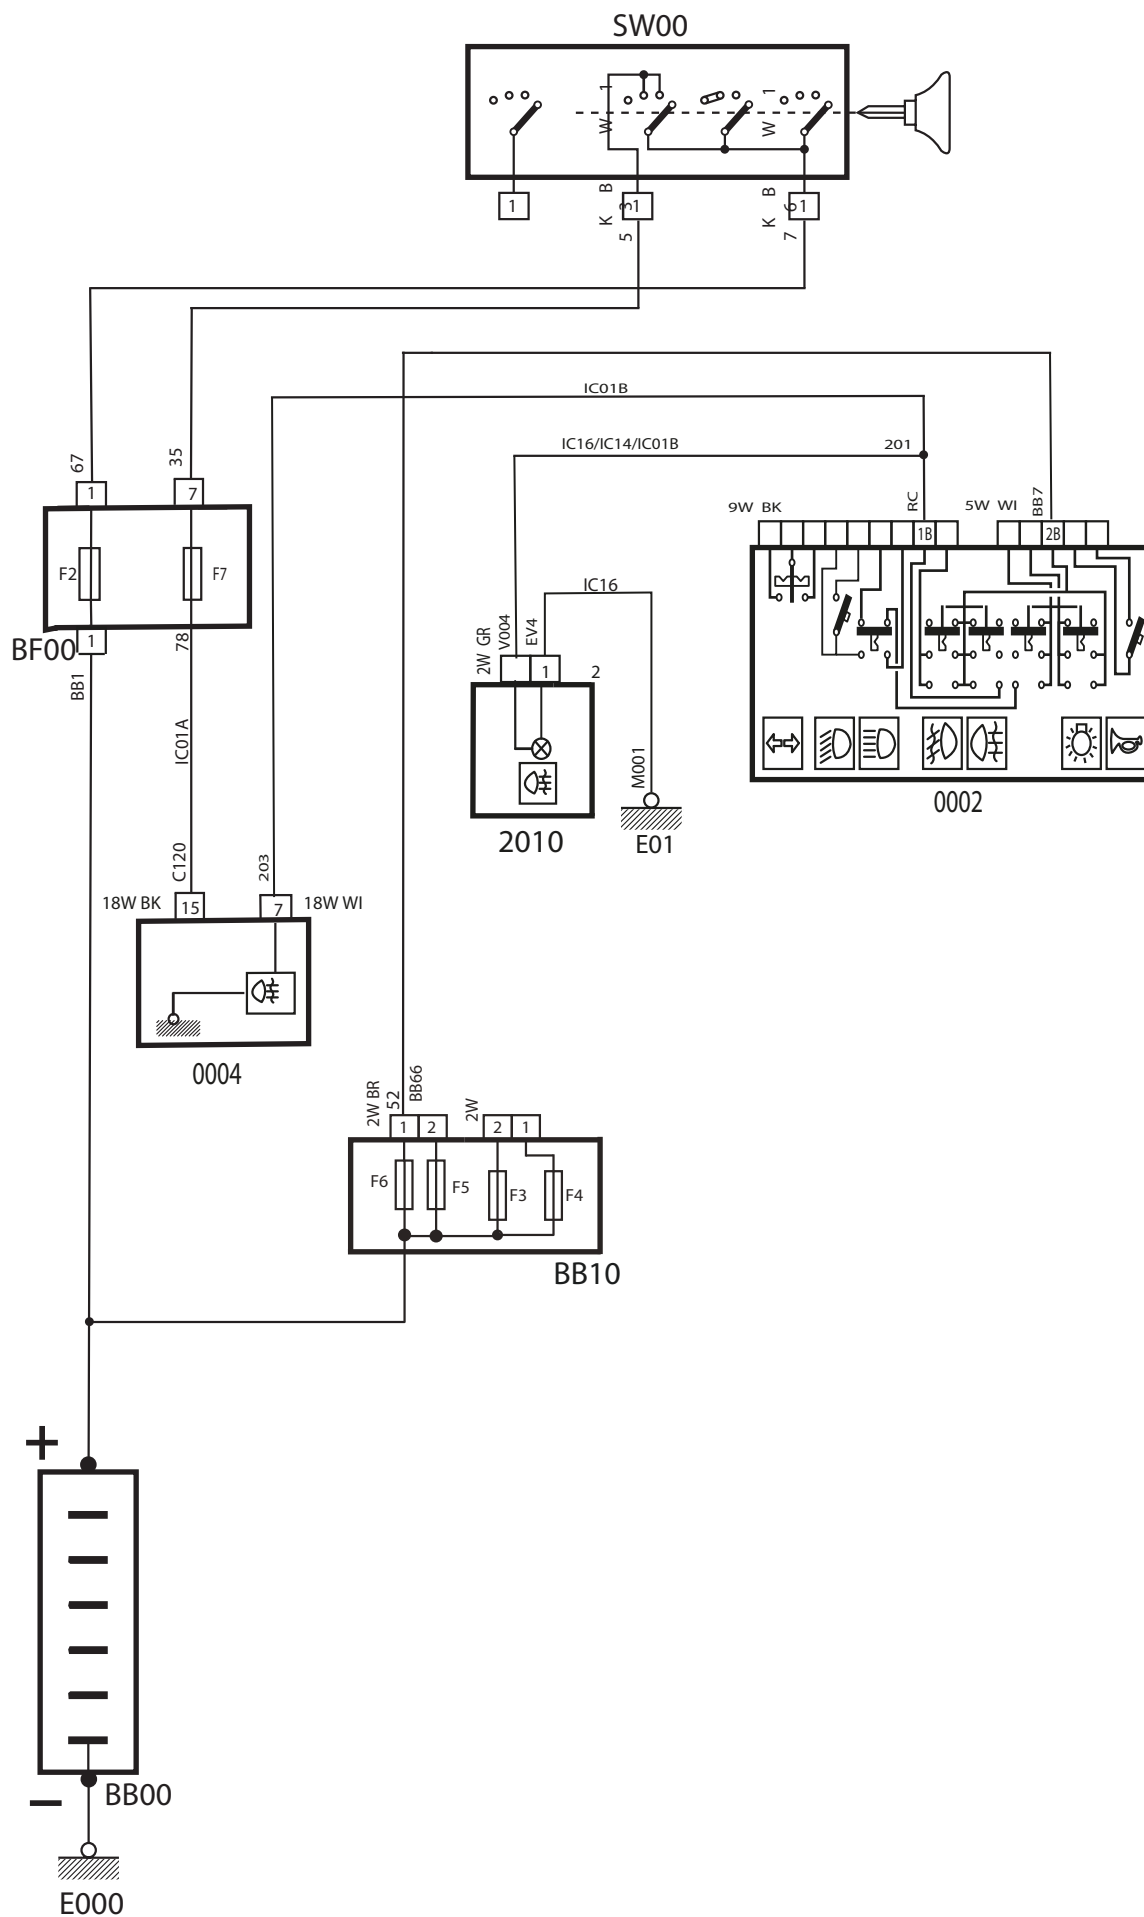 SW00
1
1
W
W
B
B
1
3
1
6
1
K
K
5
7
IC01B
IC16/IC14/IC01B
201
67
35
RC
BB7
9W BK
5W WI
1
7
1B
2B
F2
F7
IC16
2W GR
V004
EV4
BF00
1
78
1
2
BB1
IC01A
M001
0002
2010
E01
C120
203
18W BK
15
7
18W WI
0004
2W BR
52
BB66
2W
1
2
2
1
F6
F5
F3
F4
BB10
+
−
BB00
E000